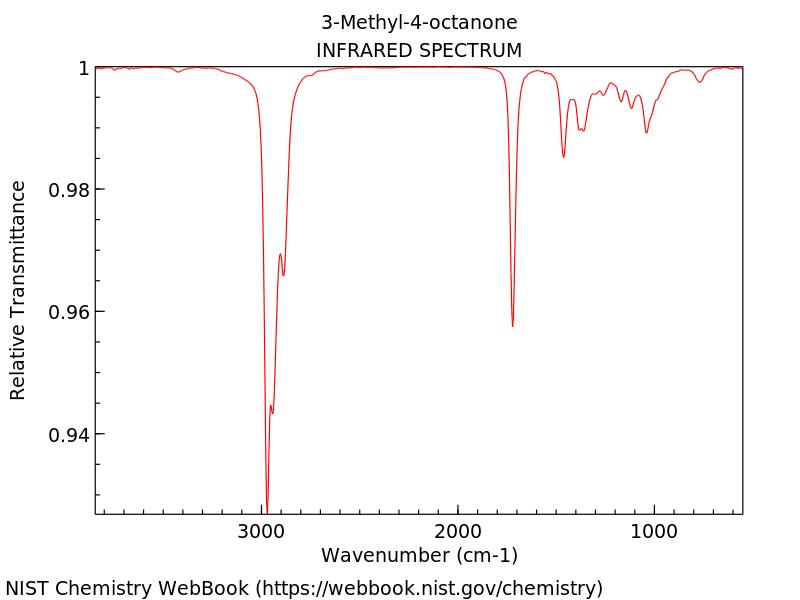 3-Methyl-4-octanone
INFRARED SPECTRUM
1
0.98
0.96
0.94
Relative Transmittance
3000 2000 1000
Wavenumber (cm-1)
NIST Chemistry WebBook (https://webbook.nist.gov/chemistry)